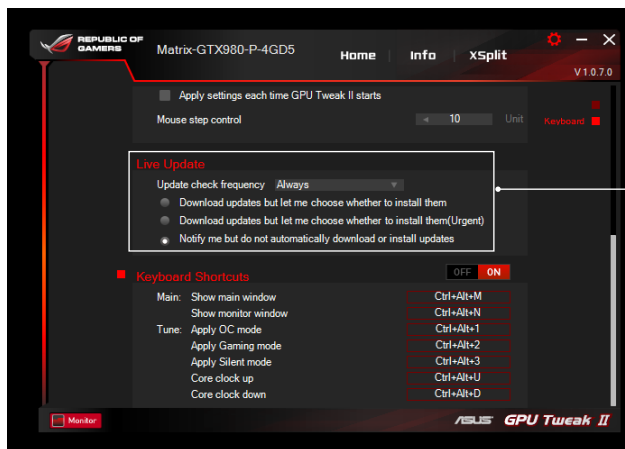 REPUBLIC OF
GAMERS
Matrix-GTX980-P-4GD5
Home
Info
XSplit
V 1.0.7.0
Apply settings each time GPU Tweak II starts
Mouse step control
10
Unit
Keyboard
Live Update
Update check frequency Always
Download updates but let me choose whether to install them
Download updates but let me choose whether to install them(Urgent)
Notify me but do not automatically download or install updates
Keyboard Shortcuts
OFF ON
Main: Show main window Ctrl+Alt+M
Show monitor window Ctrl+Alt+N
Tune: Apply OC mode Ctrl+Alt+1
Apply Gaming mode Ctrl+Alt+2
Apply Silent mode Ctrl+Alt+3
Core clock up Ctrl+Alt+U
Core clock down Ctrl+Alt+D
Monitor
ASUS GPU Tweak II